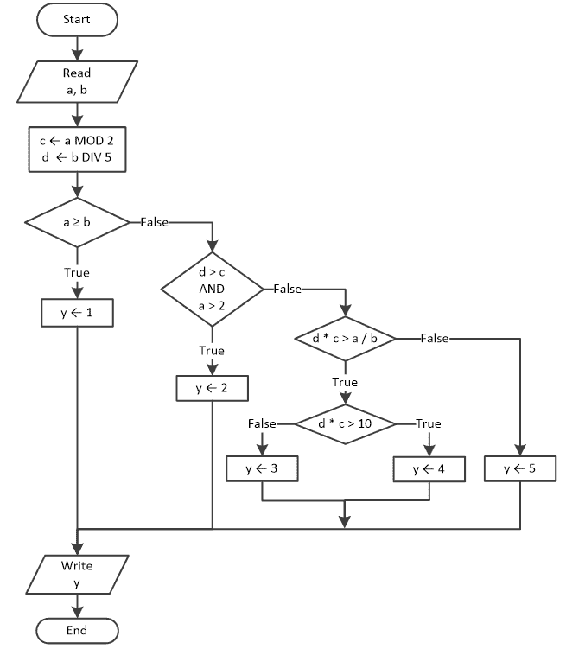 Start
Read
a, b
c ← a MOD 2
d ← b DIV 5
a ≥ b
False
True
y ← 1
d > c
AND
a > 2
False
True
y ← 2
d * c > a / b
False
True
d * c > 10
False
True
y ← 3
y ← 4
y ← 5
Write
y
End